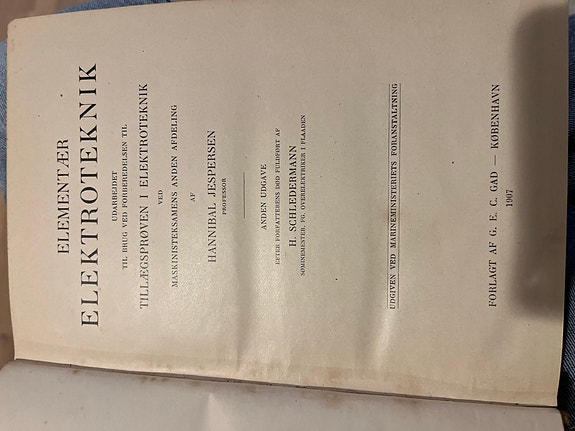 ELEMENTÆR
ELEKTROTEKNIK
UDARBEJDET
TIL BRUG VED FORBEREDELSEN TIL
TILLÆGSPRØVEN I ELEKTROTEKNIK
VED
MASKINISTEKSAMENS ANDEN AFDELING
AF
HANNIBAL JESPERSEN
PROFESSOR
ANDEN UDGAVE
EFTER FORFATTERENS DØD FULDFØRT AF
H. SCHLEDERMANN
SØMINEMESTER, FG. OVERELEKTRIKER I FLAADEN
UDGIVEN VED MARINEMINISTERIETS FORANSTALTNING
FORLAGT AF G. E. C. GAD — KØBENHAVN
1907